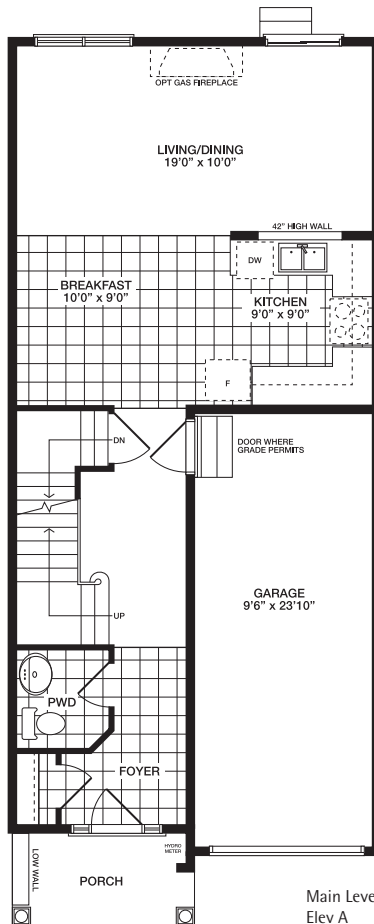 OPT GAS FIREPLACE
LIVING/DINING
19'0" x 10'0"
42" HIGH WALL
DW
BREAKFAST
10'0" x 9'0"
KITCHEN
9'0" x 9'0"
F
DN
DOOR WHERE
GRADE PERMITS
GARAGE
9'6" x 23'10"
UP
PWD
FOYER
HYDRO
METER
LOW WALL
PORCH
Main Leve
Elev A